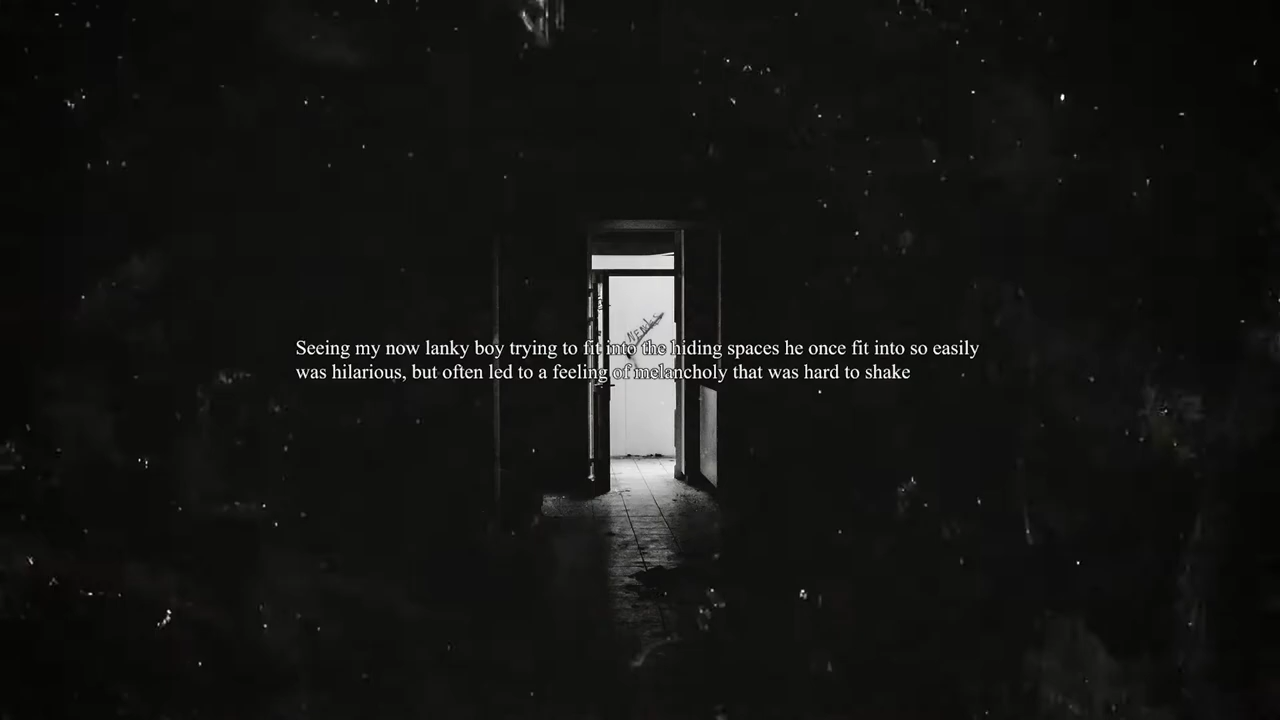 Seeing my now lanky boy trying to fit into the hiding spaces he once fit into so easily
was hilarious, but often led to a feeling of melancholy that was hard to shake